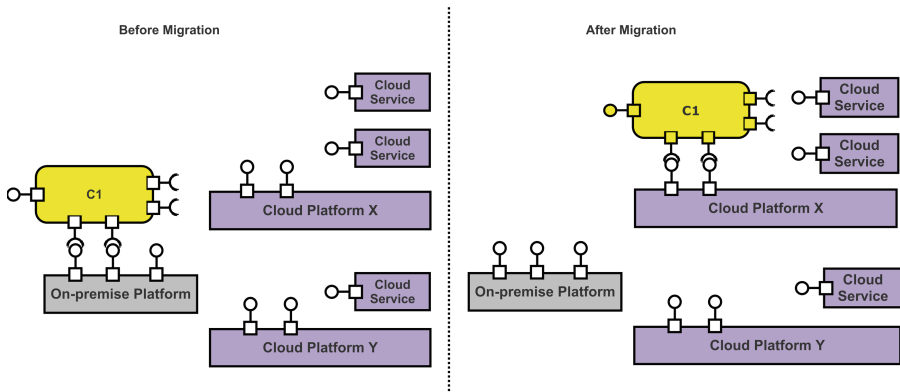 Before Migration
Cloud
Service
Cloud
Service
C1
Cloud Platform X
On-premise Platform
Cloud
Service
Cloud Platform Y
After Migration
C1
Cloud
Service
Cloud
Service
Cloud Platform X
On-premise Platform
Cloud
Service
Cloud Platform Y